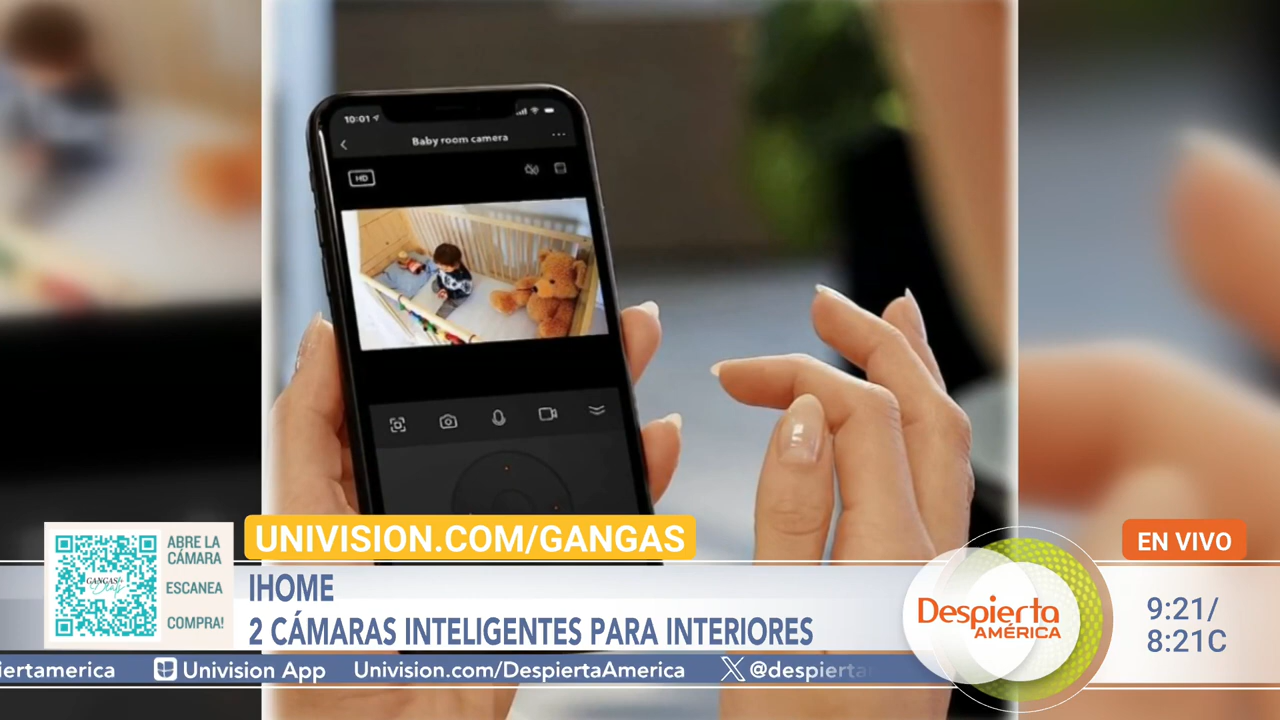 10:01
Baby room camera
HD
UNIVISION.COM/GANGAS
EN VIVO
ABRE LA
CÁMARA
ESCANEA
COMPRA!
GANGAS
IHOME
2 CÁMARAS INTELIGENTES PARA INTERIORES
Despierta
AMÉRICA
9:21/
8:21C
iertamerica
Univision App
Univision.com/DespiertaAmerica
@despierta